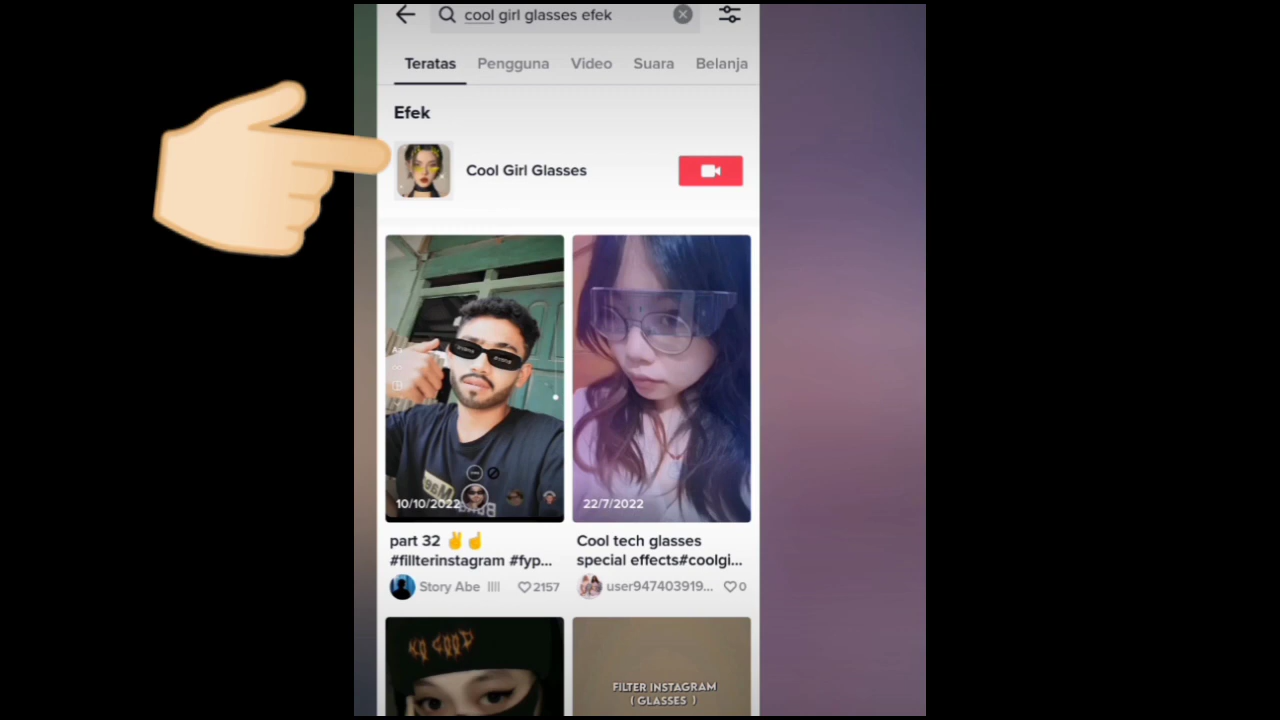 cool girl glasses efek
Teratas Pengguna Video Suara Belanja
Efek
Cool Girl Glasses
10/10/2022
22/7/2022
part 32 ✌️☝️
#fillterinstagram #fyp...
Story Abe
2157
Cool tech glasses
special effects#coolgi...
user947403919...
0
NO GOOD
FILTER INSTAGRAM
( GLASSES )